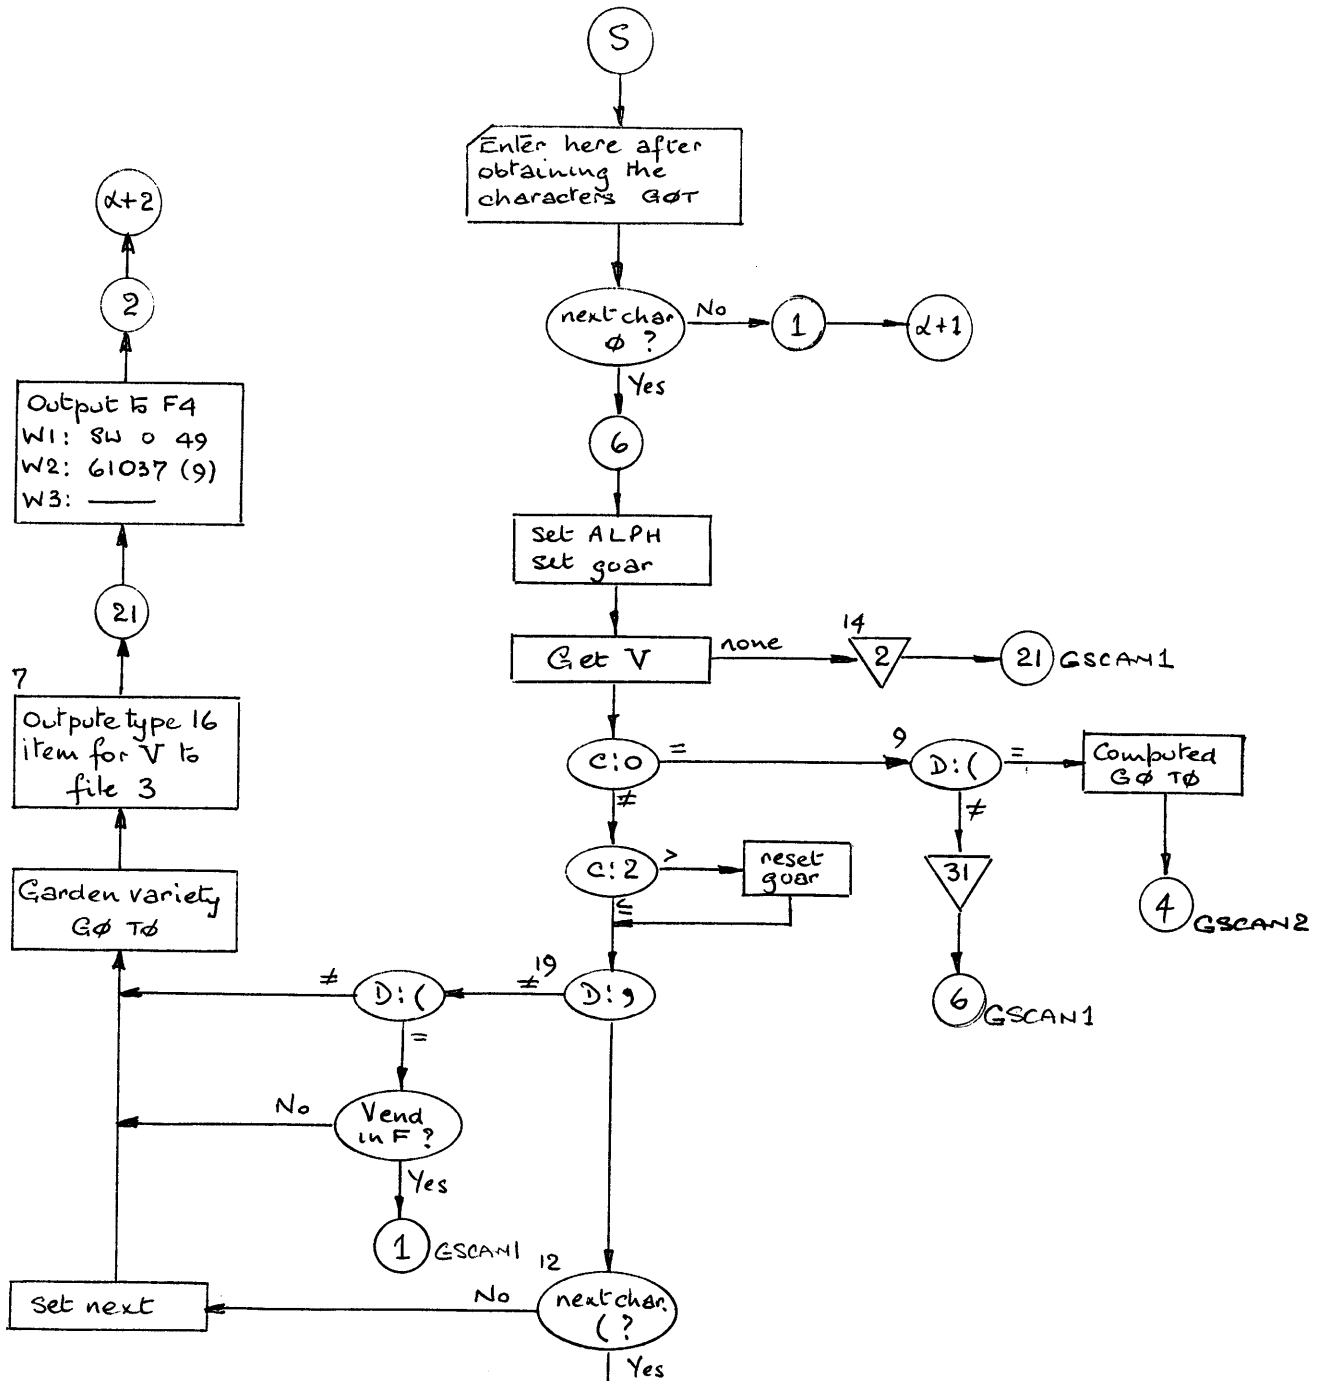 S
Enter here after
obtaining the
characters GØT
next char
Ø ?
No
1
α+1
Yes
6
set ALPH
set goar
Get V
none
14
2
21
GSCAN1
C:0
=
9
D:(
=
Computed
GØ TØ
≠
≠
31
4
GSCAN2
6
GSCAN1
C:2
>
reset
goar
≤
D:,
19
≠
D:(
≠
=
Vend
in F ?
No
Yes
1
GSCAN1
12
next char.
( ?
No
Yes
set next
Garden variety
GØ TØ
7
Outpute type 16
item for V to
file 3
21
Output to F4
W1: SW 0 49
W2: 61037 (9)
W3: ——
2
α+2